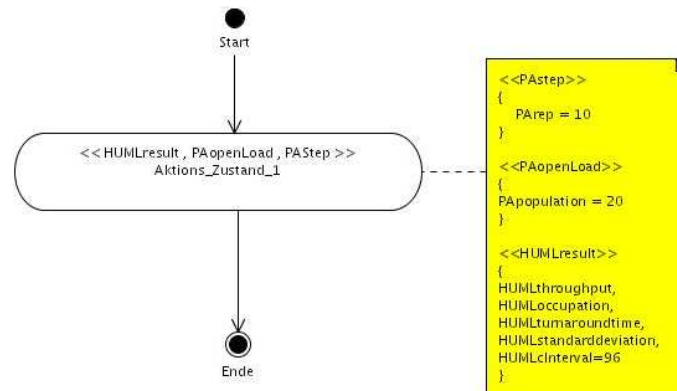 Start
<< HUMLresult , PAopenLoad , PAStep >>
Aktions_Zustand_1
Ende
<<PAstep>>
{
PArep = 10
}
<<PAopenLoad>>
{
PApopulation = 20
}
<<HUMLresult>>
{
HUMLthroughput,
HUMLoccupation,
HUMLturnaroundtime,
HUMLstandarddeviation,
HUMLcInterval=96
}